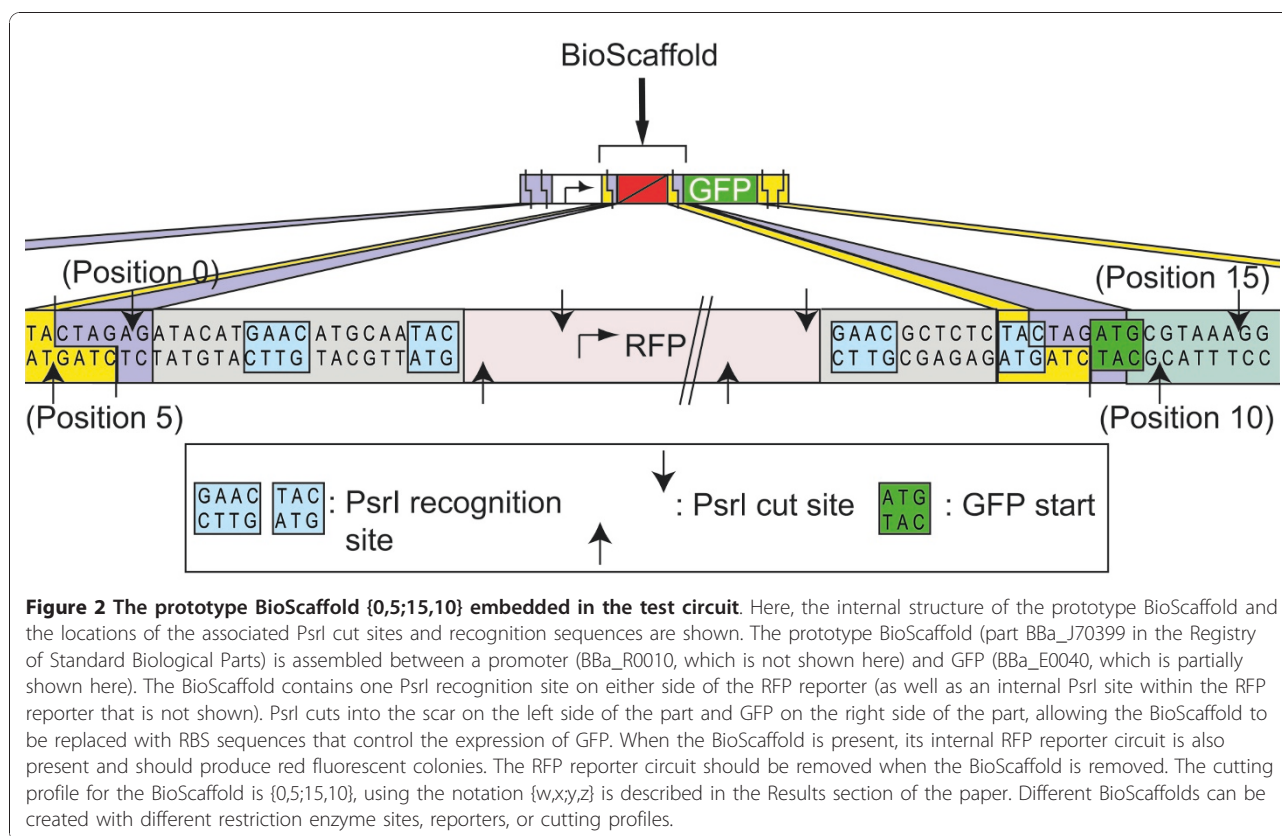 BioScaffold
GFP
(Position 0)
(Position 15)
TACTAGAGATACATGAACATGCAATAC
GAACGCTCTCTACTAGATGCGTAAAGG
ATGATCTCTATGTACTTGTACGTTATG
RFP
CTTGCGAGAGATGATCTACGCATTTCC
(Position 5)
(Position 10)
GAAC TAC
CTTG ATG
: PsrI recognition
site
: PsrI cut site
ATG
TAC
: GFP start
Figure 2 The prototype BioScaffold {0,5;15,10} embedded in the test circuit. Here, the internal structure of the prototype BioScaffold and
the locations of the associated PsrI cut sites and recognition sequences are shown. The prototype BioScaffold (part BBa_J70399 in the Registry
of Standard Biological Parts) is assembled between a promoter (BBa_R0010, which is not shown here) and GFP (BBa_E0040, which is partially
shown here). The BioScaffold contains one PsrI recognition site on either side of the RFP reporter (as well as an internal PsrI site within the RFP
reporter that is not shown). PsrI cuts into the scar on the left side of the part and GFP on the right side of the part, allowing the BioScaffold to
be replaced with RBS sequences that control the expression of GFP. When the BioScaffold is present, its internal RFP reporter circuit is also
present and should produce red fluorescent colonies. The RFP reporter circuit should be removed when the BioScaffold is removed. The cutting
profile for the BioScaffold is {0,5;15,10}, using the notation {w,x;y,z} is described in the Results section of the paper. Different BioScaffolds can be
created with different restriction enzyme sites, reporters, or cutting profiles.